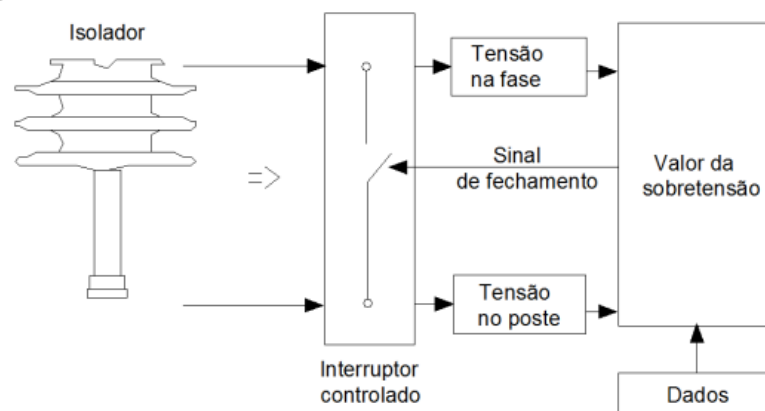 Isolador
Tensão
na fase
Sinal
de fechamento
Valor da
sobretensão
Tensão
no poste
Interruptor
controlado
Dados